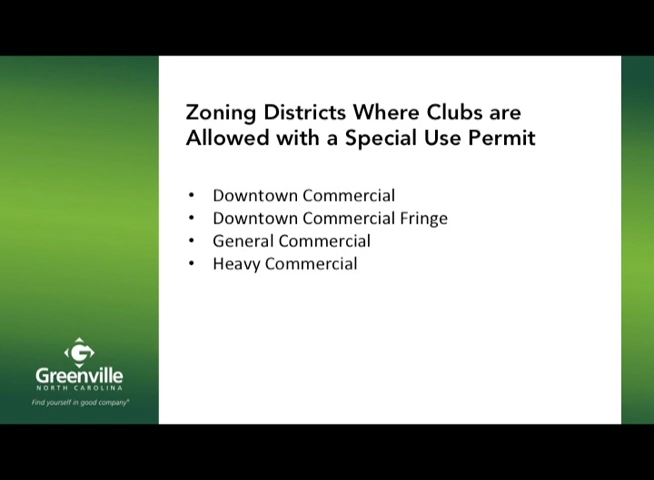 Zoning Districts Where Clubs are
Allowed with a Special Use Permit
• Downtown Commercial
• Downtown Commercial Fringe
• General Commercial
• Heavy Commercial
Greenville
NORTH CAROLINA
Find yourself in good company®